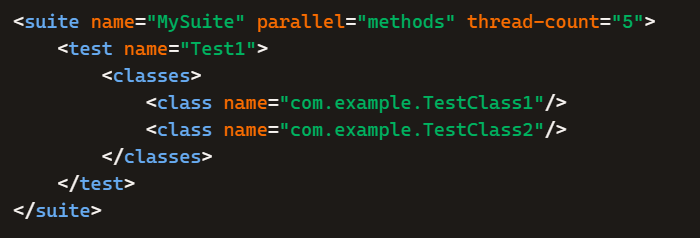 <suite name="MySuite" parallel="methods" thread-count="5">
    <test name="Test1">
        <classes>
            <class name="com.example.TestClass1"/>
            <class name="com.example.TestClass2"/>
        </classes>
    </test>
</suite>